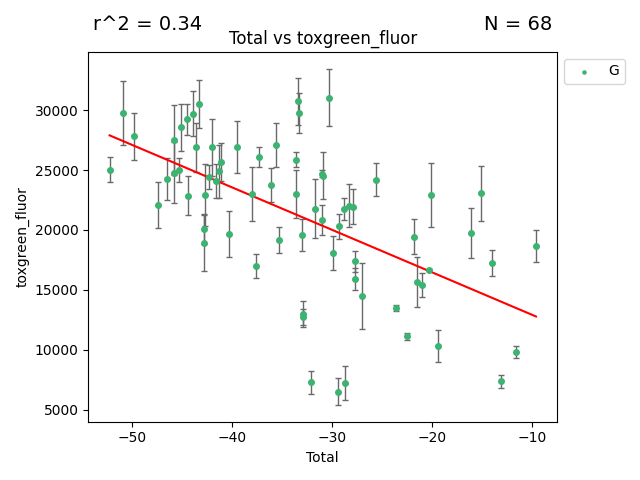 r^2 = 0.34
N = 68
Total vs toxgreen_fluor
G
30000
25000
20000
15000
10000
5000
toxgreen_fluor
−50
−40
−30
−20
−10
Total